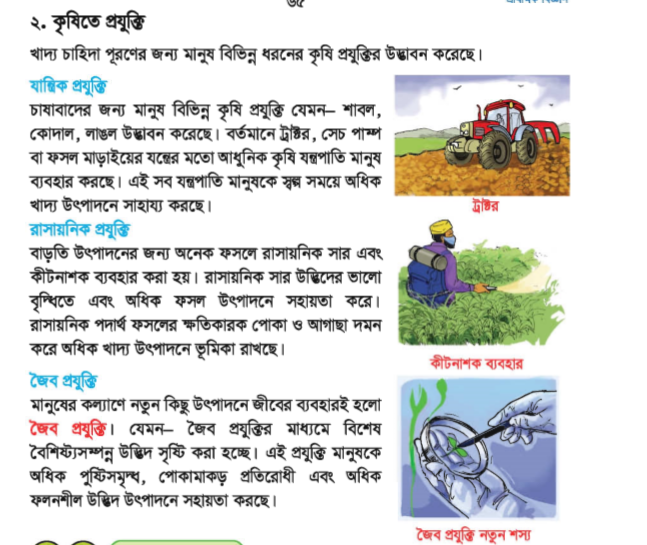 ৬৫
২. কৃষিতে প্রযুক্তি
খাদ্য চাহিদা পূরণের জন্য মানুষ বিভিন্ন ধরনের কৃষি প্রযুক্তির উদ্ভাবন করেছে।
যান্ত্রিক প্রযুক্তি
চাষাবাদের জন্য মানুষ বিভিন্ন কৃষি প্রযুক্তি যেমন– শাবল,
কোদাল, লাঙল উদ্ভাবন করেছে। বর্তমানে ট্রাক্টর, সেচ পাম্প
বা ফসল মাড়াইয়ের যন্ত্রের মতো আধুনিক কৃষি যন্ত্রপাতি মানুষ
ব্যবহার করছে। এই সব যন্ত্রপাতি মানুষকে স্বল্প সময়ে অধিক
খাদ্য উৎপাদনে সাহায্য করছে।
ট্রাক্টর
রাসায়নিক প্রযুক্তি
বাড়তি উৎপাদনের জন্য অনেক ফসলে রাসায়নিক সার এবং
কীটনাশক ব্যবহার করা হয়। রাসায়নিক সার উদ্ভিদের ভালো
বৃদ্ধিতে এবং অধিক ফসল উৎপাদনে সহায়তা করে।
রাসায়নিক পদার্থ ফসলের ক্ষতিকারক পোকা ও আগাছা দমন
করে অধিক খাদ্য উৎপাদনে ভূমিকা রাখছে।
কীটনাশক ব্যবহার
জৈব প্রযুক্তি
মানুষের কল্যাণে নতুন কিছু উৎপাদনে জীবের ব্যবহারই হলো
জৈব প্রযুক্তি। যেমন– জৈব প্রযুক্তির মাধ্যমে বিশেষ
বৈশিষ্ট্যসম্পন্ন উদ্ভিদ সৃষ্টি করা হচ্ছে। এই প্রযুক্তি মানুষকে
অধিক পুষ্টিসমৃদ্ধ, পোকামাকড় প্রতিরোধী এবং অধিক
ফলনশীল উদ্ভিদ উৎপাদনে সহায়তা করছে।
জৈব প্রযুক্তি নতুন শস্য